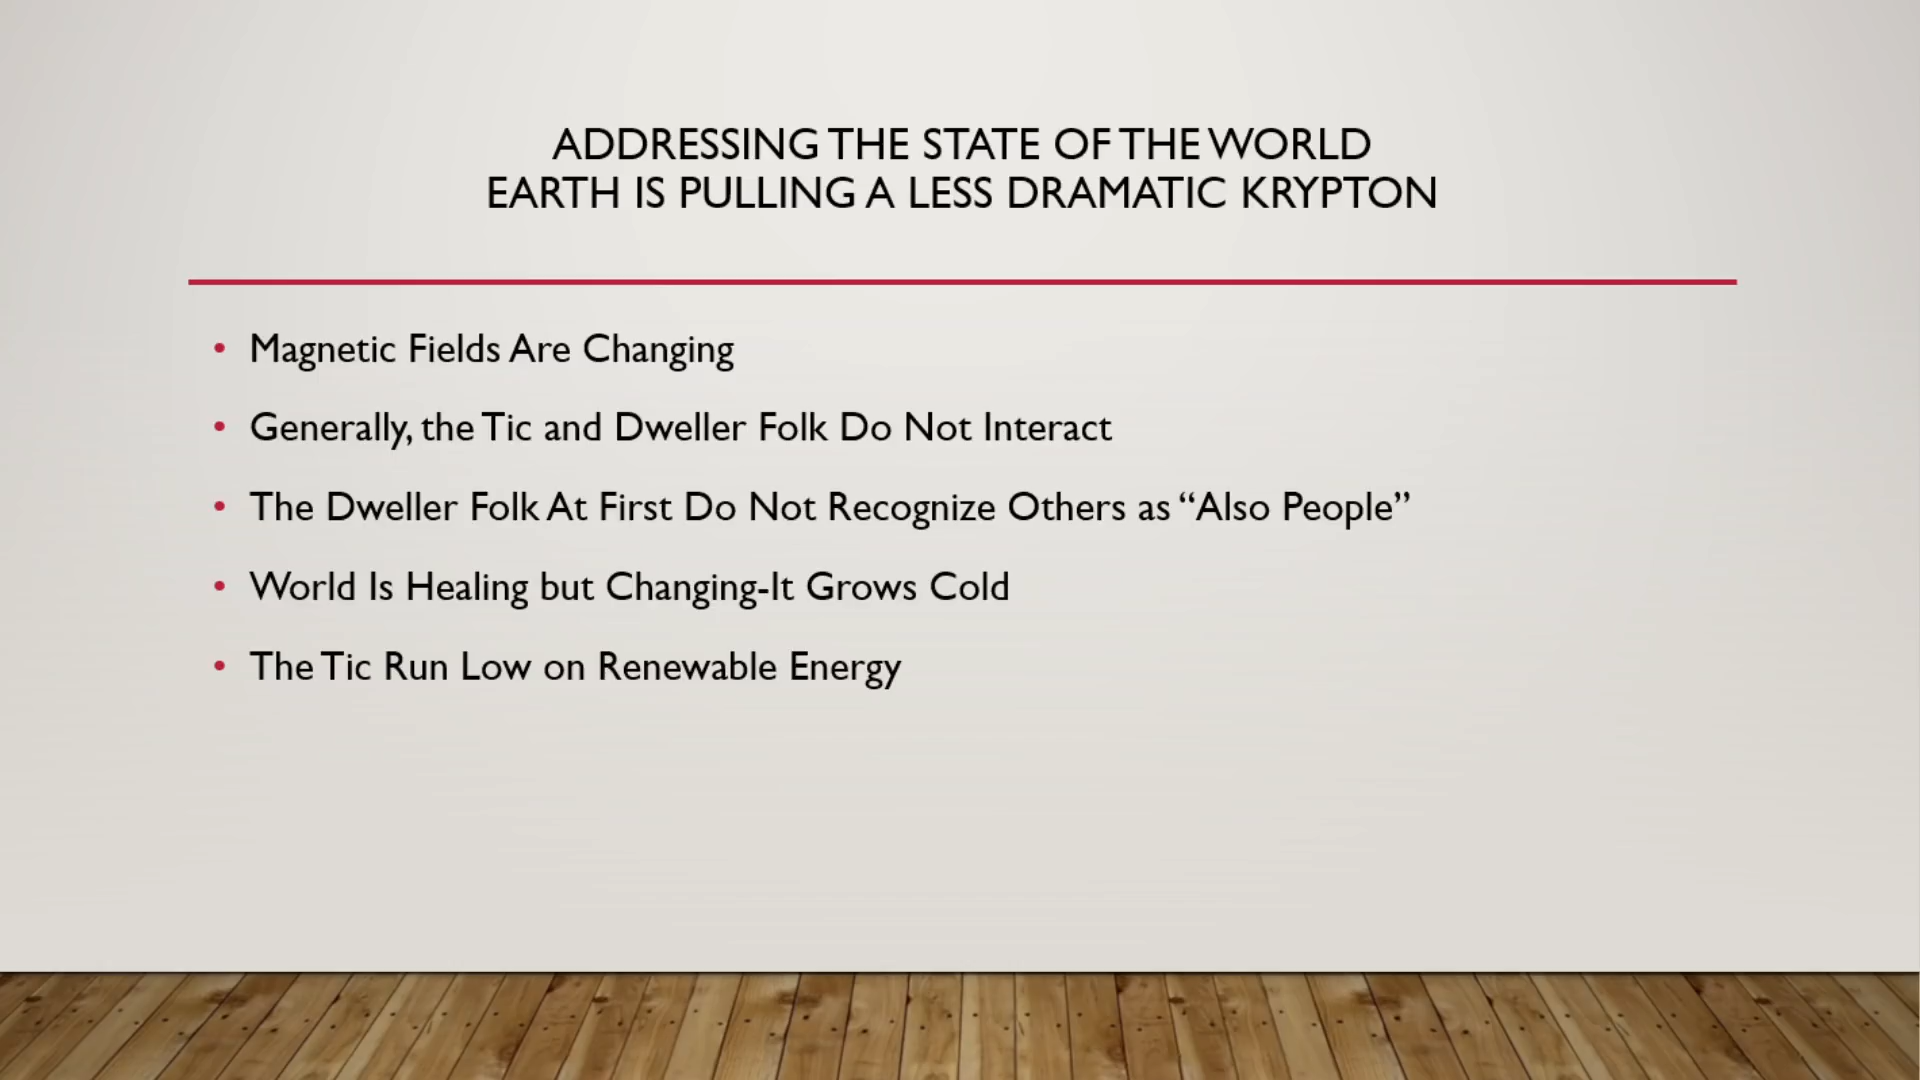 ADDRESSING THE STATE OF THE WORLD
EARTH IS PULLING A LESS DRAMATIC KRYPTON
• Magnetic Fields Are Changing
• Generally, the Tic and Dweller Folk Do Not Interact
• The Dweller Folk At First Do Not Recognize Others as “Also People”
• World Is Healing but Changing-It Grows Cold
• The Tic Run Low on Renewable Energy